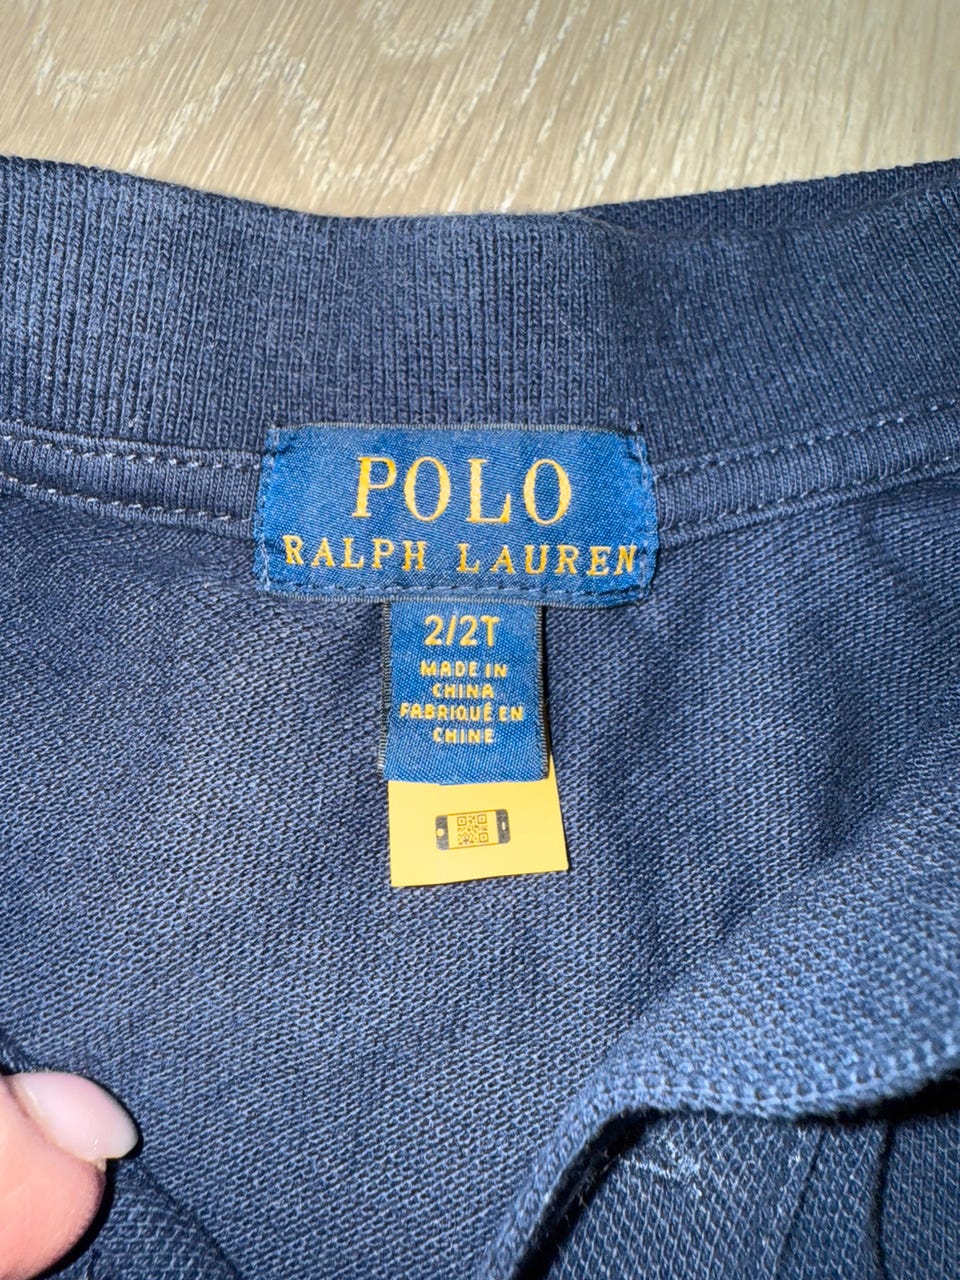 POLO
RALPH LAUREN
2/2T
MADE IN
CHINA
FABRIQUÉ EN
CHINE